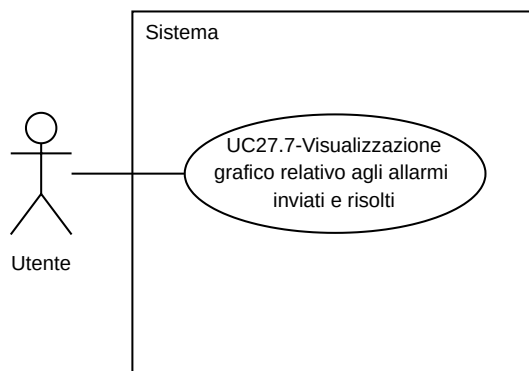 Sistema
UC27.7-Visualizzazione
grafico relativo agli allarmi
inviati e risolti
Utente